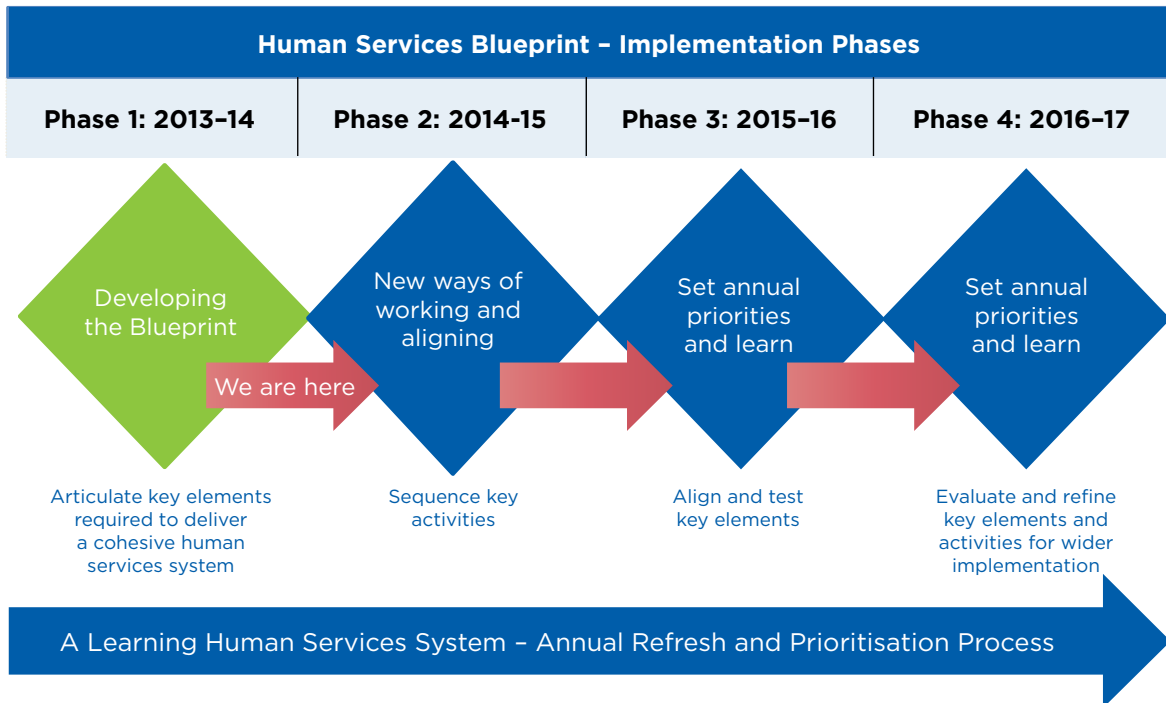 Human Services Blueprint – Implementation Phases
Phase 1: 2013–14
Phase 2: 2014-15
Phase 3: 2015–16
Phase 4: 2016–17
Developing
the Blueprint
We are here
New ways of
working and
aligning
Set annual
priorities
and learn
Set annual
priorities
and learn
Articulate key elements
required to deliver
a cohesive human
services system
Sequence key
activities
Align and test
key elements
Evaluate and refine
key elements and
activities for wider
implementation
A Learning Human Services System – Annual Refresh and Prioritisation Process